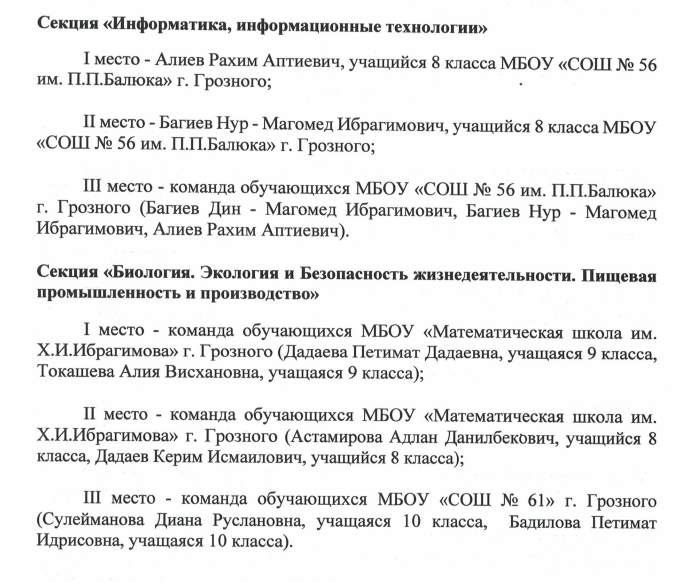 Секция «Информатика, информационные технологии»
I место - Алиев Рахим Аптиевич, учащийся 8 класса МБОУ «СОШ № 56
им. П.П.Балюка» г. Грозного;
II место - Багиев Нур - Магомед Ибрагимович, учащийся 8 класса МБОУ
«СОШ № 56 им. П.П.Балюка» г. Грозного;
III место - команда обучающихся МБОУ «СОШ № 56 им. П.П.Балюка»
г. Грозного (Багиев Дин - Магомед Ибрагимович, Багиев Нур - Магомед
Ибрагимович, Алиев Рахим Аптиевич).
Секция «Биология. Экология и Безопасность жизнедеятельности. Пищевая
промышленность и производство»
I место - команда обучающихся МБОУ «Математическая школа им.
Х.И.Ибрагимова» г. Грозного (Дадаева Петимат Дадаевна, учащаяся 9 класса,
Токашева Алия Висхановна, учащаяся 9 класса);
II место - команда обучающихся МБОУ «Математическая школа им.
Х.И.Ибрагимова» г. Грозного (Астамирова Адлан Данилбекович, учащийся 8
класса, Дадаев Керим Исмаилович, учащийся 8 класса);
III место - команда обучающихся МБОУ «СОШ № 61» г. Грозного
(Сулейманова Диана Руслановна, учащаяся 10 класса, Бадилова Петимат
Идрисовна, учащаяся 10 класса).